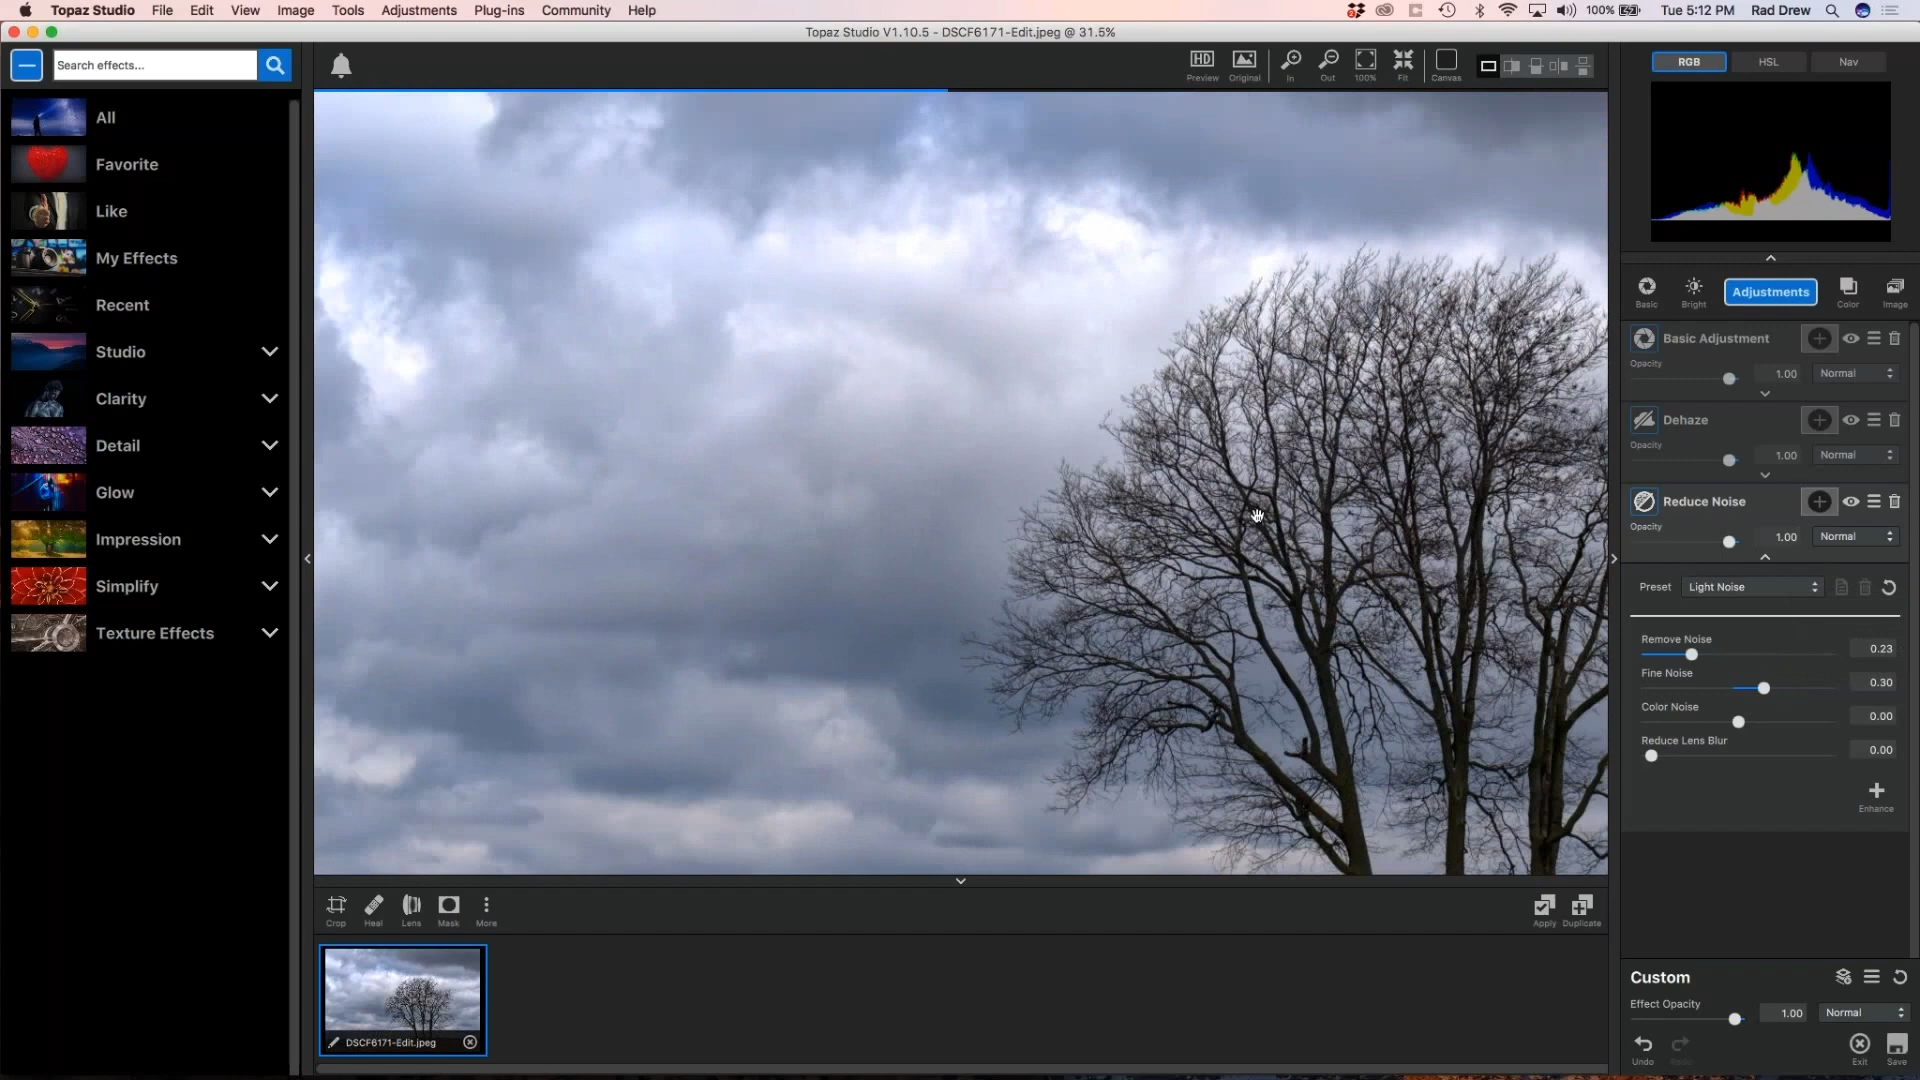 Topaz Studio File Edit View Image Tools Adjustments Plug-ins Community Help 100% Tue 5:12 PM Rad Drew
Topaz Studio V1.10.5 - DSCF6171-Edit.jpeg @ 31.5%
Search effects...
HD
Preview Original In Out 100% Fit Canvas
RGB HSL Nav
All
Favorite
Like
My Effects
Recent
Studio
Clarity
Detail
Glow
Impression
Simplify
Texture Effects
Basic Bright Adjustments Color Image
Basic Adjustment
Opacity
1.00 Normal
Dehaze
Opacity
1.00 Normal
Reduce Noise
Opacity
1.00 Normal
Preset Light Noise
Remove Noise
0.23
Fine Noise
0.30
Color Noise
0.00
Reduce Lens Blur
0.00
Enhance
Crop Heal Lens Mask More Apply Duplicate
DSCF6171-Edit.jpeg
Custom
Effect Opacity
1.00 Normal
Undo Redo Exit Save